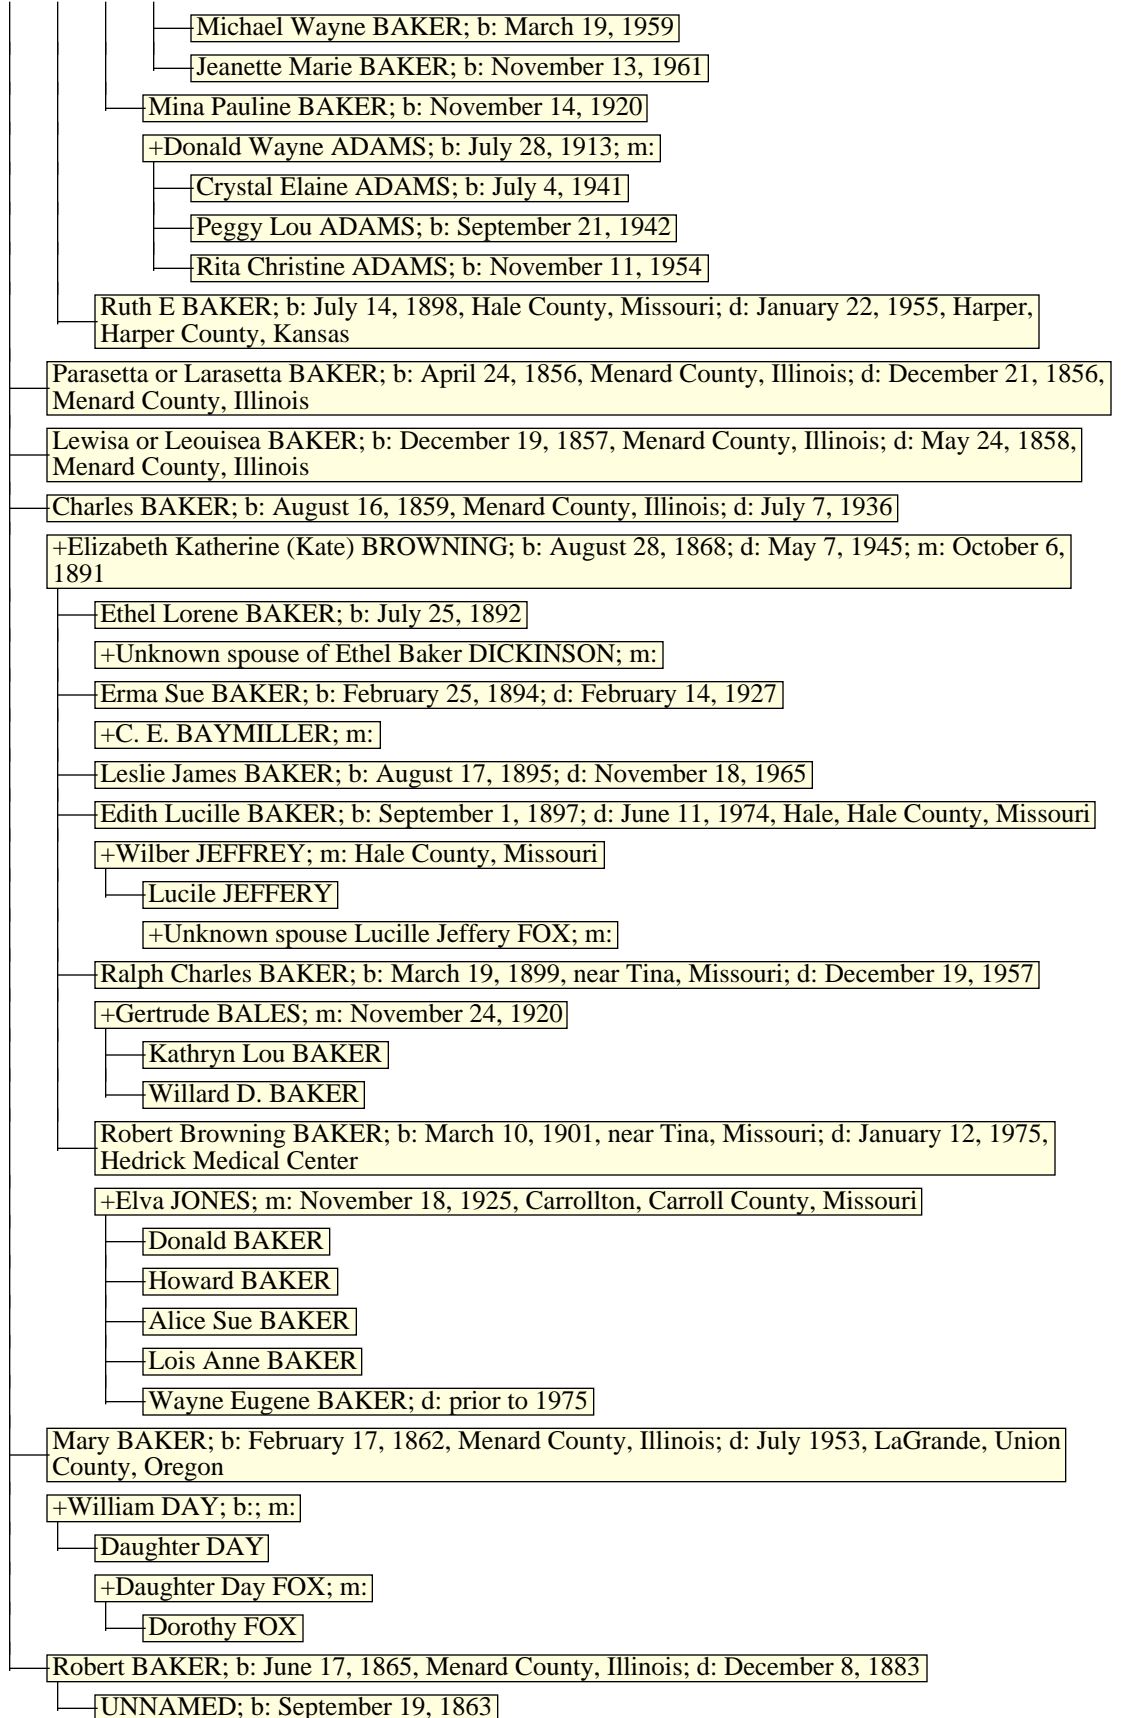 Michael Wayne BAKER; b: March 19, 1959
Jeanette Marie BAKER; b: November 13, 1961
Mina Pauline BAKER; b: November 14, 1920
+Donald Wayne ADAMS; b: July 28, 1913; m:
Crystal Elaine ADAMS; b: July 4, 1941
Peggy Lou ADAMS; b: September 21, 1942
Rita Christine ADAMS; b: November 11, 1954
Ruth E BAKER; b: July 14, 1898, Hale County, Missouri; d: January 22, 1955, Harper,
Harper County, Kansas
Parasetta or Larasetta BAKER; b: April 24, 1856, Menard County, Illinois; d: December 21, 1856,
Menard County, Illinois
Lewisa or Leouisea BAKER; b: December 19, 1857, Menard County, Illinois; d: May 24, 1858,
Menard County, Illinois
Charles BAKER; b: August 16, 1859, Menard County, Illinois; d: July 7, 1936
+Elizabeth Katherine (Kate) BROWNING; b: August 28, 1868; d: May 7, 1945; m: October 6,
1891
Ethel Lorene BAKER; b: July 25, 1892
+Unknown spouse of Ethel Baker DICKINSON; m:
Erma Sue BAKER; b: February 25, 1894; d: February 14, 1927
+C. E. BAYMILLER; m:
Leslie James BAKER; b: August 17, 1895; d: November 18, 1965
Edith Lucille BAKER; b: September 1, 1897; d: June 11, 1974, Hale, Hale County, Missouri
+Wilber JEFFREY; m: Hale County, Missouri
Lucile JEFFERY
+Unknown spouse Lucille Jeffery FOX; m:
Ralph Charles BAKER; b: March 19, 1899, near Tina, Missouri; d: December 19, 1957
+Gertrude BALES; m: November 24, 1920
Kathryn Lou BAKER
Willard D. BAKER
Robert Browning BAKER; b: March 10, 1901, near Tina, Missouri; d: January 12, 1975,
Hedrick Medical Center
+Elva JONES; m: November 18, 1925, Carrollton, Carroll County, Missouri
Donald BAKER
Howard BAKER
Alice Sue BAKER
Lois Anne BAKER
Wayne Eugene BAKER; d: prior to 1975
Mary BAKER; b: February 17, 1862, Menard County, Illinois; d: July 1953, LaGrande, Union
County, Oregon
+William DAY; b:; m:
Daughter DAY
+Daughter Day FOX; m:
Dorothy FOX
Robert BAKER; b: June 17, 1865, Menard County, Illinois; d: December 8, 1883
UNNAMED; b: September 19, 1863